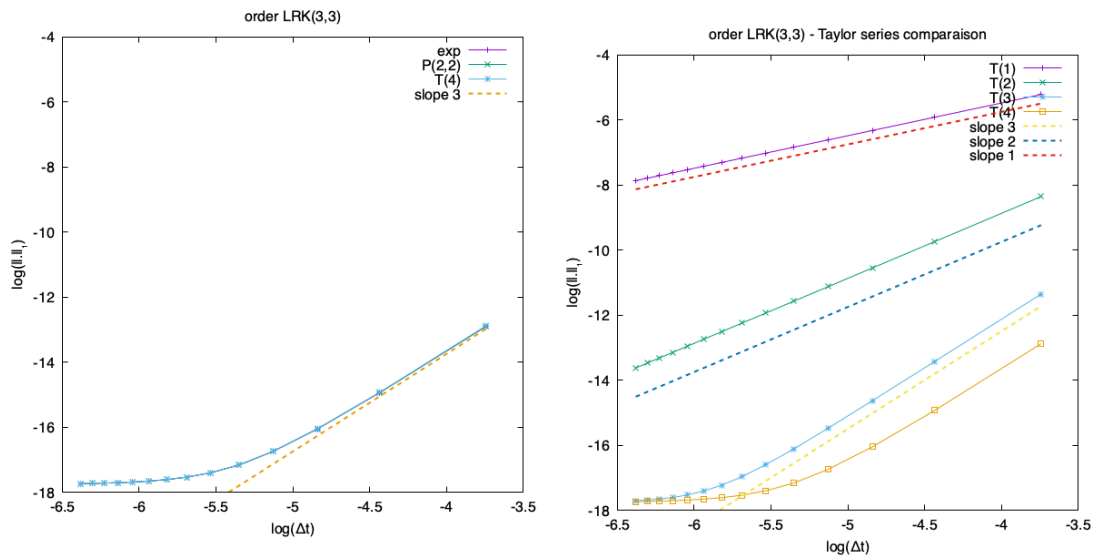 order LRK(3,3)
-4
-6
-8
-10
-12
-14
-16
-18
-6.5
-6
-5.5
-5
-4.5
-4
-3.5
log(||.||₁)
log(Δt)
exp
P(2,2)
T(4)
slope 3
order LRK(3,3) - Taylor series comparaison
-4
-6
-8
-10
-12
-14
-16
-18
-6.5
-6
-5.5
-5
-4.5
-4
-3.5
log(||.||₁)
log(Δt)
T(1)
T(2)
T(3)
T(4)
slope 3
slope 2
slope 1